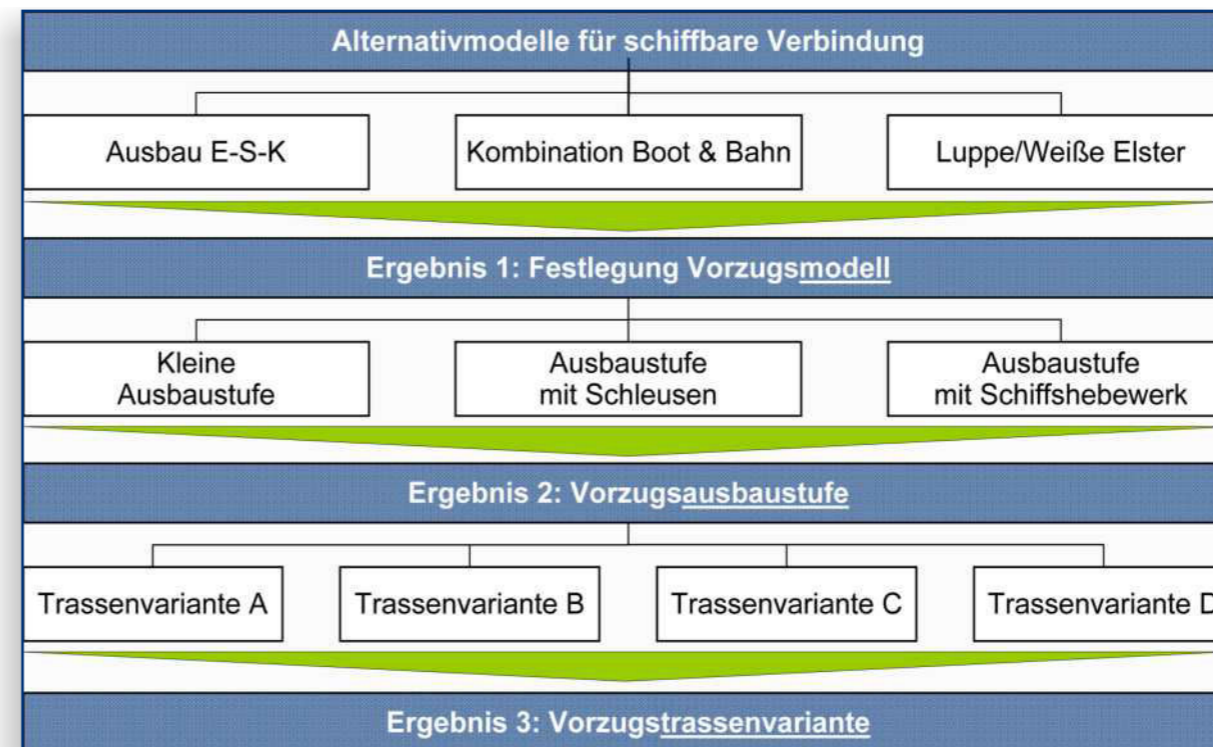 Alternativmodelle für schiffbare Verbindung
Ausbau E-S-K
Kombination Boot & Bahn
Luppe/Weiße Elster
Ergebnis 1: Festlegung Vorzugsmodell
Kleine
Ausbaustufe
Ausbaustufe
mit Schleusen
Ausbaustufe
mit Schiffshebewerk
Ergebnis 2: Vorzugsausbaustufe
Trassenvariante A
Trassenvariante B
Trassenvariante C
Trassenvariante D
Ergebnis 3: Vorzugstrassenvariante